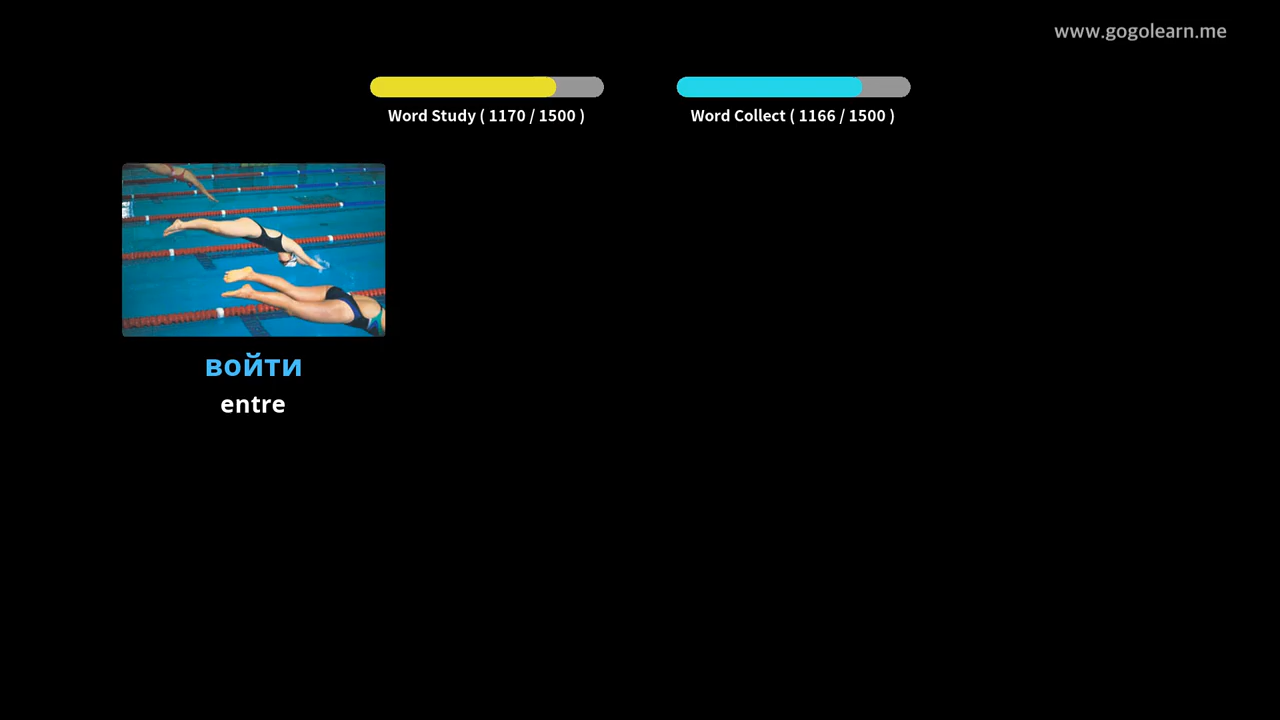 www.gogolearn.me
Word Study ( 1170 / 1500 )
Word Collect ( 1166 / 1500 )
войти
entre